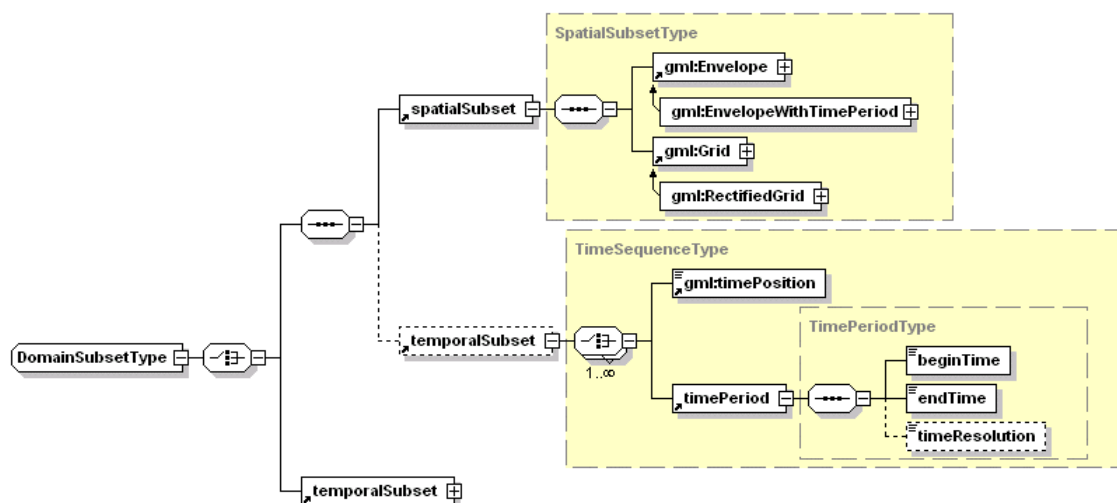 SpatialSubsetType
gml:Envelope
spatialSubset
gml:EnvelopeWithTimePeriod
gml:Grid
gml:RectifiedGrid
TimeSequenceType
gml:timePosition
TimePeriodType
temporalSubset
DomainSubsetType
beginTime
1..∞
timePeriod
endTime
timeResolution
temporalSubset